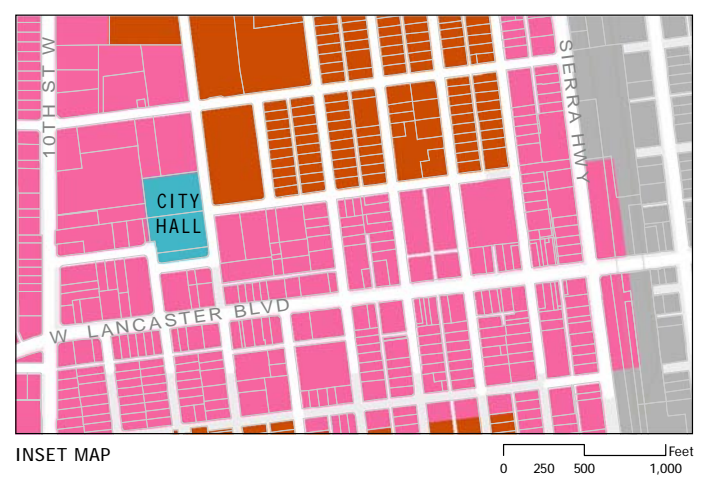 10TH ST W
SIERRA HWY
CITY
HALL
W LANCASTER BLVD
INSET MAP
Feet
0 250 500 1,000